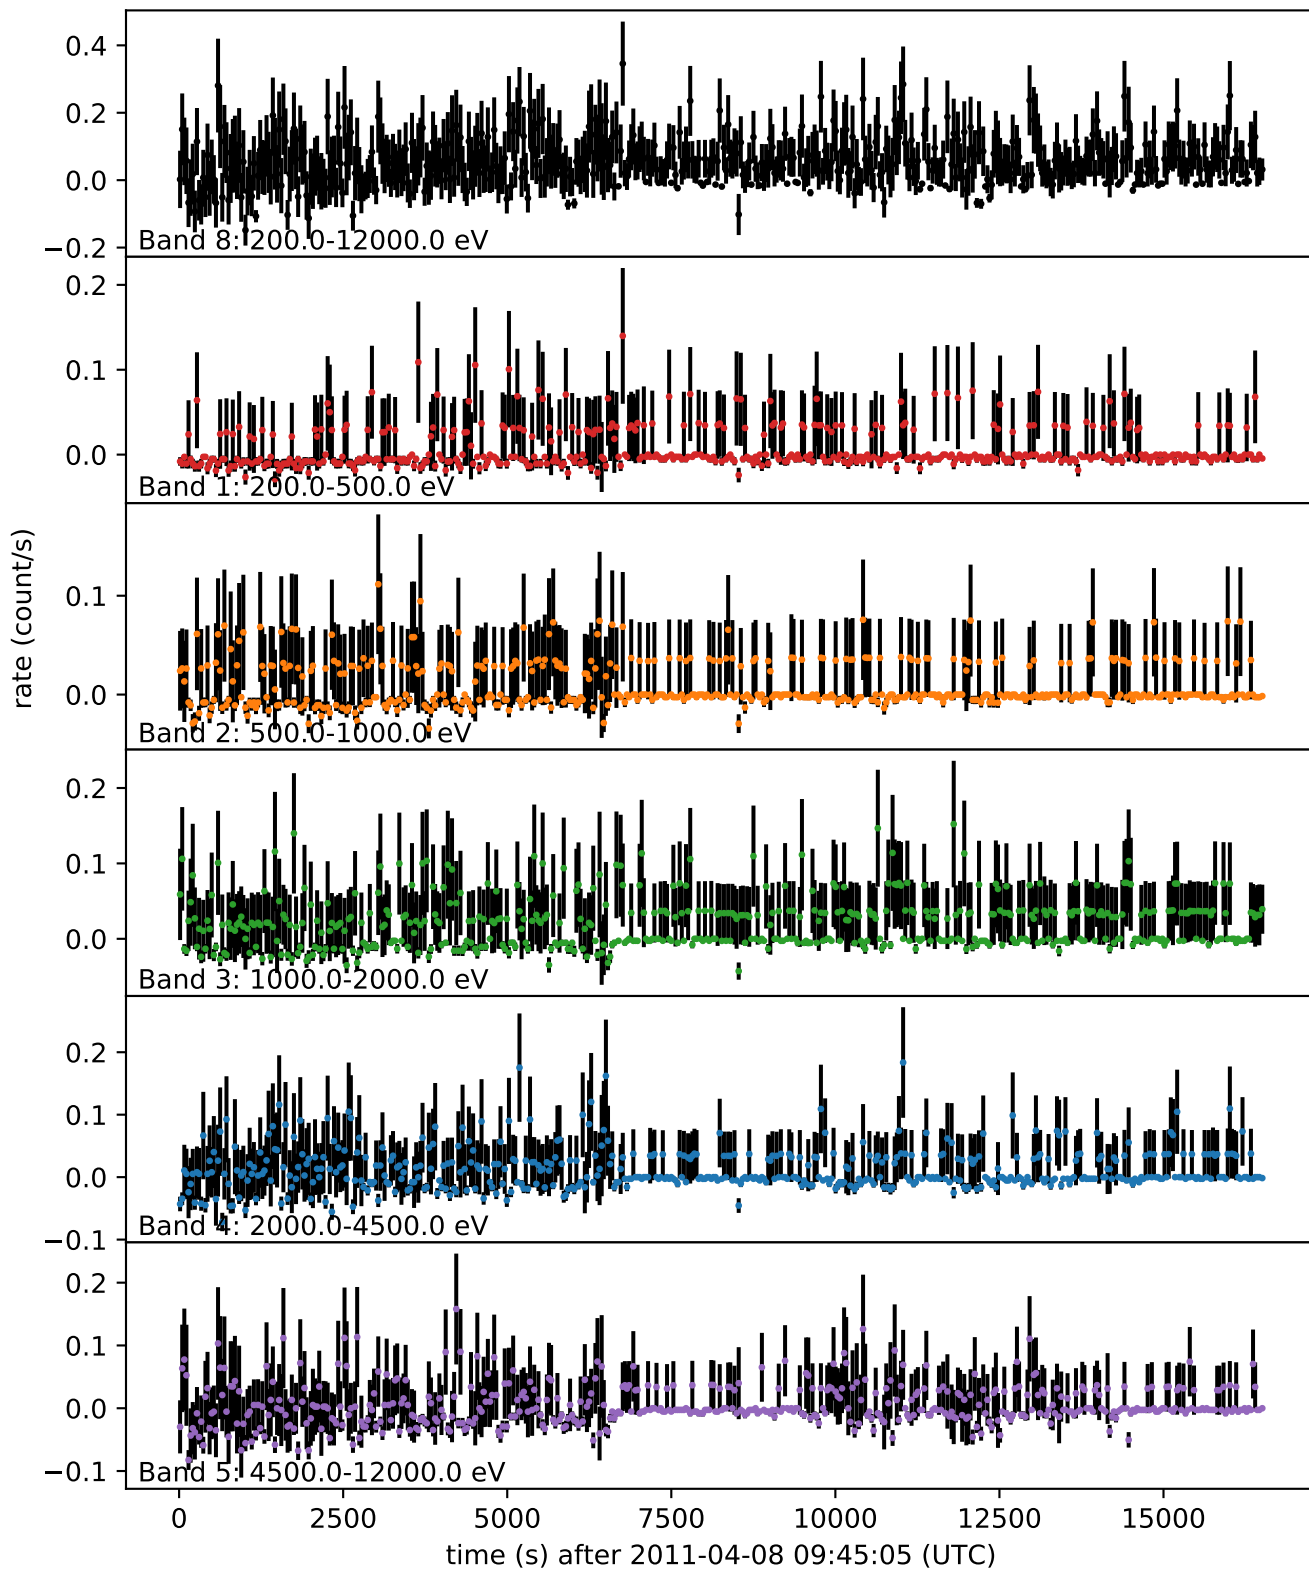 0.4
0.2
0.0
−0.2
Band 8: 200.0-12000.0 eV
0.2
0.1
0.0
Band 1: 200.0-500.0 eV
rate (count/s)
0.1
0.0
Band 2: 500.0-1000.0 eV
0.2
0.1
0.0
Band 3: 1000.0-2000.0 eV
0.2
0.1
0.0
−0.1
Band 4: 2000.0-4500.0 eV
0.2
0.1
0.0
−0.1
Band 5: 4500.0-12000.0 eV
0 2500 5000 7500 10000 12500 15000
time (s) after 2011-04-08 09:45:05 (UTC)